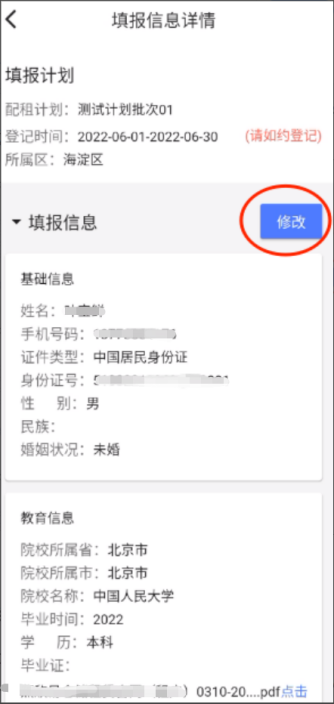 填报信息详情
填报计划
配租计划：测试计划批次01
登记时间：2022-06-01-2022-06-30 (请如约登记)
所属区：海淀区
填报信息 修改
基础信息
姓名：
手机号码：
证件类型：中国居民身份证
身份证号：
性 别：男
民族：
婚姻状况：未婚
教育信息
院校所属省：北京市
院校所属市：北京市
院校名称：中国人民大学
毕业时间：2022
学 历：本科
毕业证：
）0310-20....pdf点击